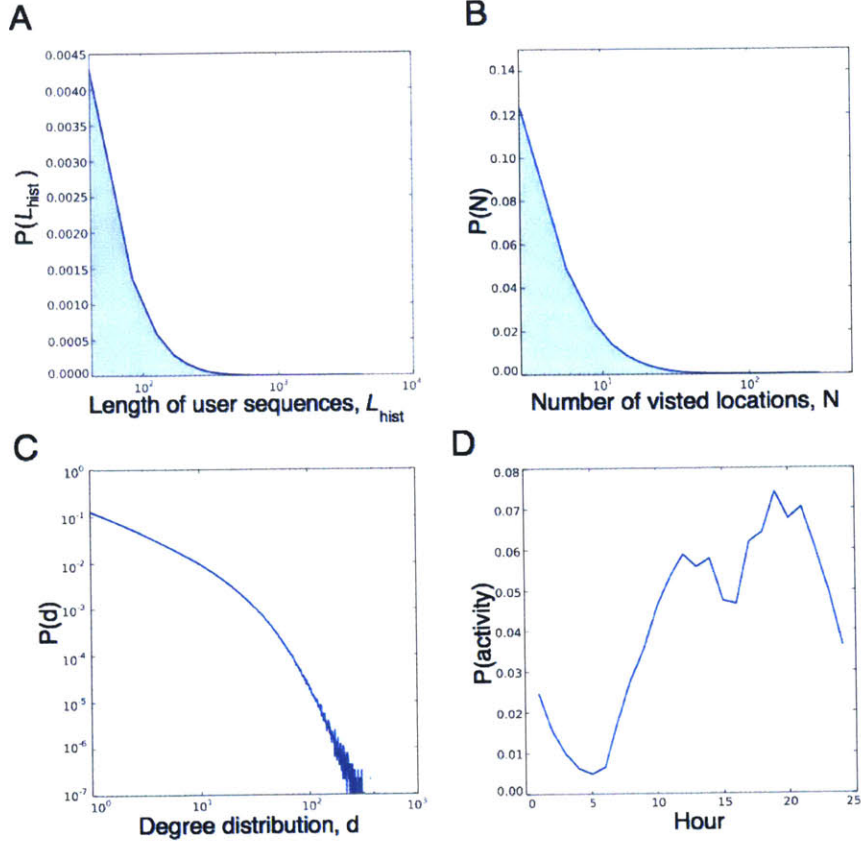 A
0.0045
0.0040
0.0035
0.0030
0.0025
0.0020
0.0015
0.0010
0.0005
0.0000
P(L_hist)
10² 10³ 10⁴
Length of user sequences, L_hist
B
0.14
0.12
0.10
0.08
0.06
0.04
0.02
0.00
P(N)
10¹ 10²
Number of visted locations, N
C
10⁰
10⁻¹
10⁻²
10⁻³
10⁻⁴
10⁻⁵
10⁻⁶
10⁻⁷
P(d)
10⁰ 10¹ 10² 10³
Degree distribution, d
D
0.08
0.07
0.06
0.05
0.04
0.03
0.02
0.01
0.00
P(activity)
0 5 10 15 20 25
Hour